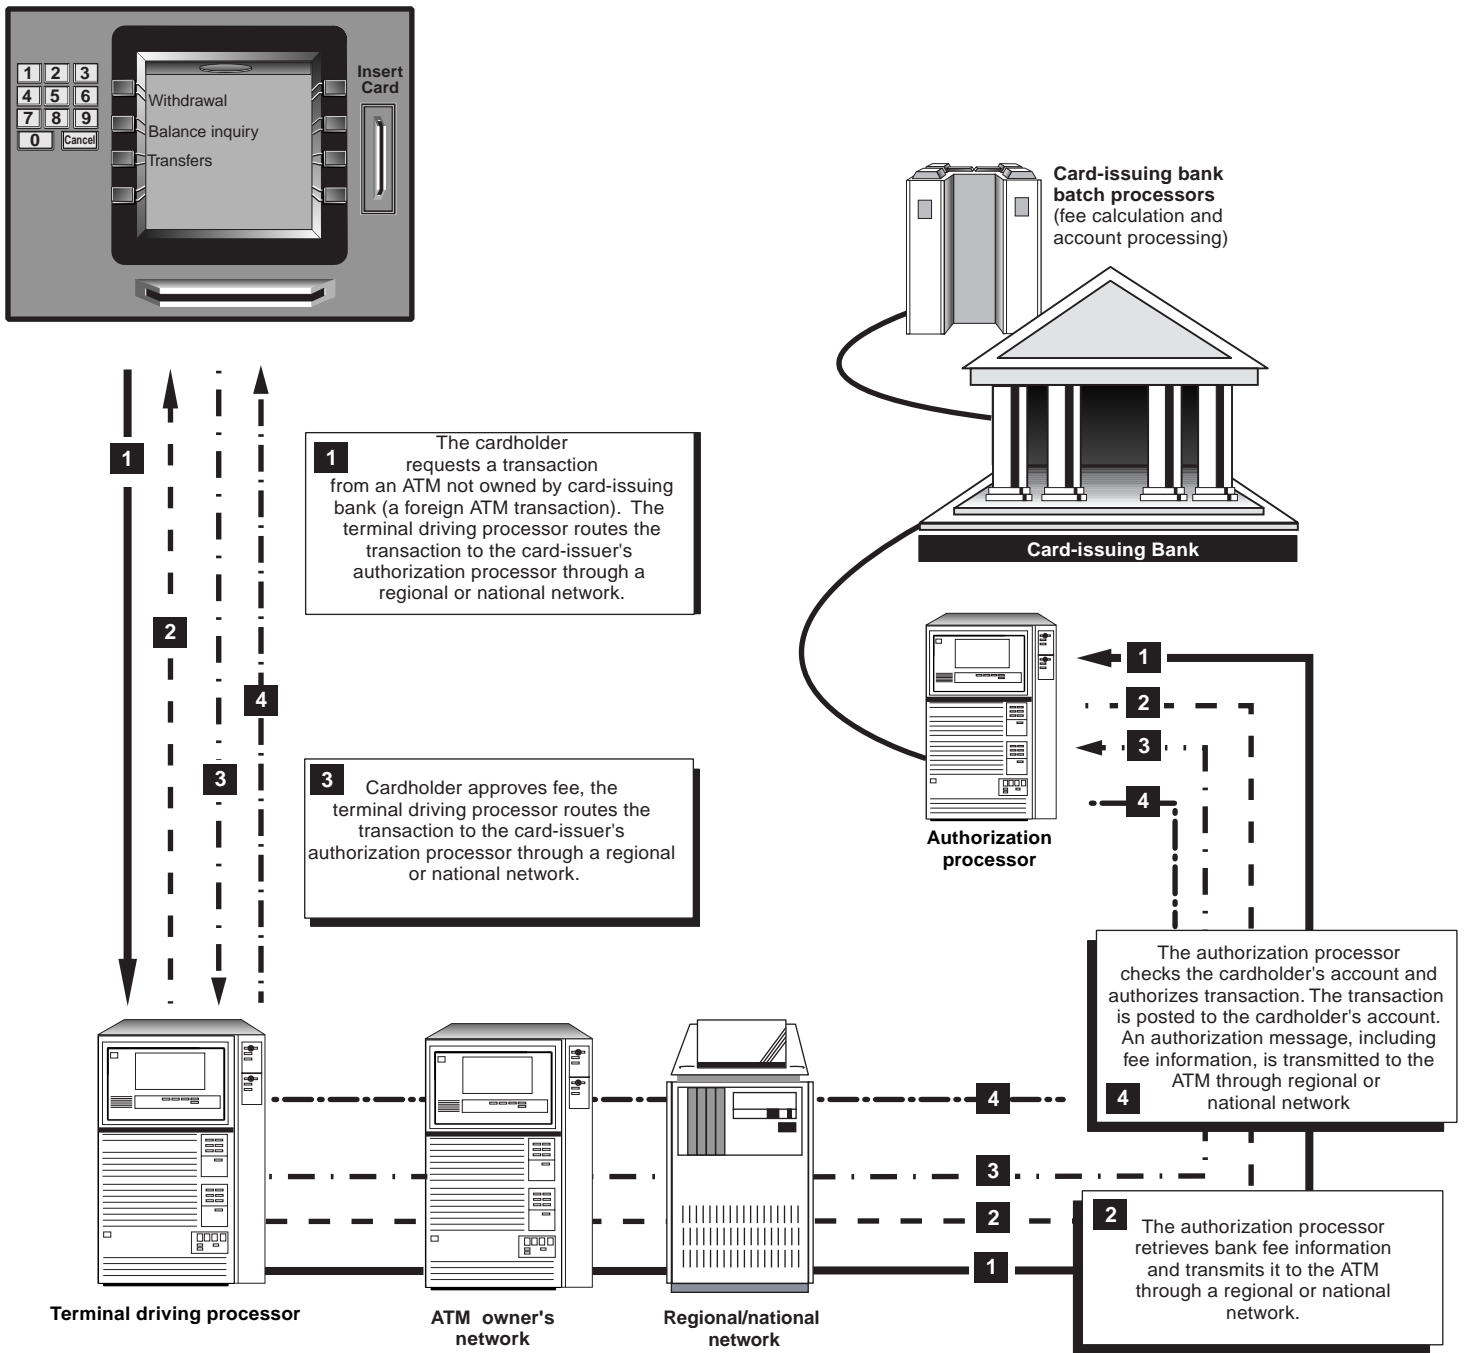 1 2 3
4 5 6
7 8 9
0 Cancel
Withdrawal
Balance inquiry
Transfers
Insert
Card
Card-issuing bank
batch processors
(fee calculation and
account processing)
Card-issuing Bank
1
2
3
4
1
The cardholder
requests a transaction
from an ATM not owned by card-issuing
bank (a foreign ATM transaction). The
terminal driving processor routes the
transaction to the card-issuer's
authorization processor through a
regional or national network.
3
Cardholder approves fee, the
terminal driving processor routes the
transaction to the card-issuer's
authorization processor through a regional
or national network.
1
2
3
4
Authorization
processor
The authorization processor
checks the cardholder's account and
authorizes transaction. The transaction
is posted to the cardholder's account.
An authorization message, including
fee information, is transmitted to the
ATM through regional or
national network
4
4
3
2
1
2
The authorization processor
retrieves bank fee information
and transmits it to the ATM
through a regional or national
network.
Terminal driving processor
ATM owner's
network
Regional/national
network